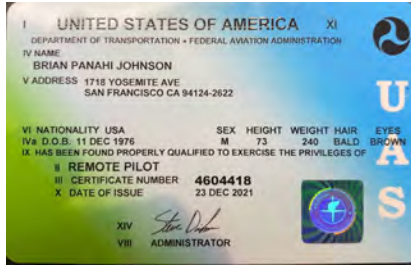 I UNITED STATES OF AMERICA XI
DEPARTMENT OF TRANSPORTATION • FEDERAL AVIATION ADMINISTRATION
IV NAME
BRIAN PANAHI JOHNSON
V ADDRESS 1718 YOSEMITE AVE
SAN FRANCISCO CA 94124-2622
VI NATIONALITY USA SEX HEIGHT WEIGHT HAIR EYES
IVa D.O.B. 11 DEC 1976 M 73 240 BALD BROWN
IX HAS BEEN FOUND PROPERLY QUALIFIED TO EXERCISE THE PRIVILEGES OF
II REMOTE PILOT
III CERTIFICATE NUMBER 4604418
X DATE OF ISSUE 23 DEC 2021
XIV
VIII ADMINISTRATOR
UAS